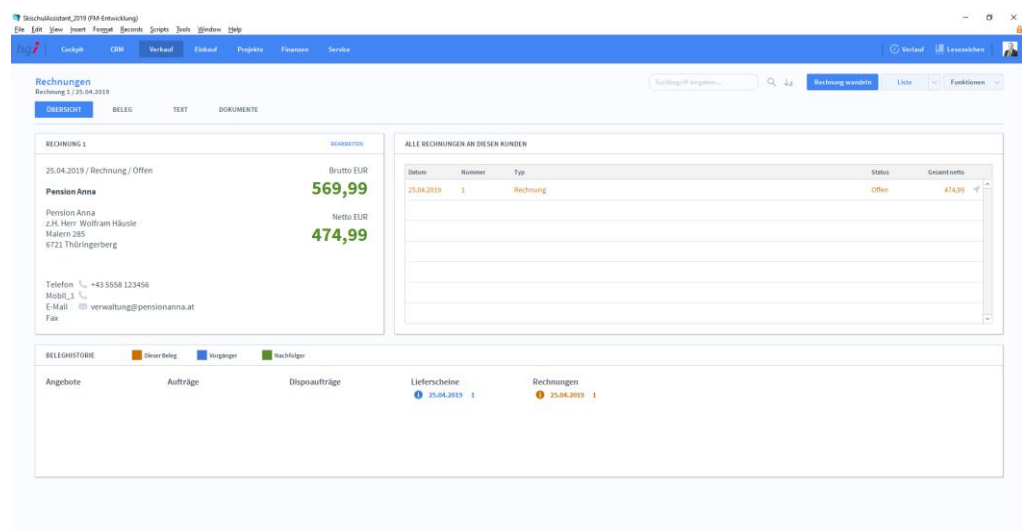 SkischulAssistant_2019 (FM-Entwicklung)
File Edit View Insert Format Records Scripts Tools Window Help
hgi Cockpit CRM Verkauf Einkauf Projekte Finanzen Service Verlauf Lesezeichen
Rechnungen
Rechnung 1 / 25.04.2019
Suchbegriff eingeben... Rechnung wandeln Liste Funktionen
ÜBERSICHT BELEG TEXT DOKUMENTE
RECHNUNG 1 BEARBEITEN
25.04.2019 / Rechnung / Offen Brutto EUR
569,99
Pension Anna
Pension Anna Netto EUR
z.H. Herr Wolfram Häusle
474,99
Maiern 285
6721 Thüringerberg
Telefon +43 5558 123456
Mobil_1
E-Mail verwaltung@pensionanna.at
Fax
ALLE RECHNUNGEN AN DIESEN KUNDEN
Datum Nummer Typ Status Gesamt netto
25.04.2019 1 Rechnung Offen 474,99
BELEGHISTORIE Dieser Beleg Vorgänger Nachfolger
Angebote Aufträge Dispoaufträge Lieferscheine Rechnungen
25.04.2019 1 25.04.2019 1